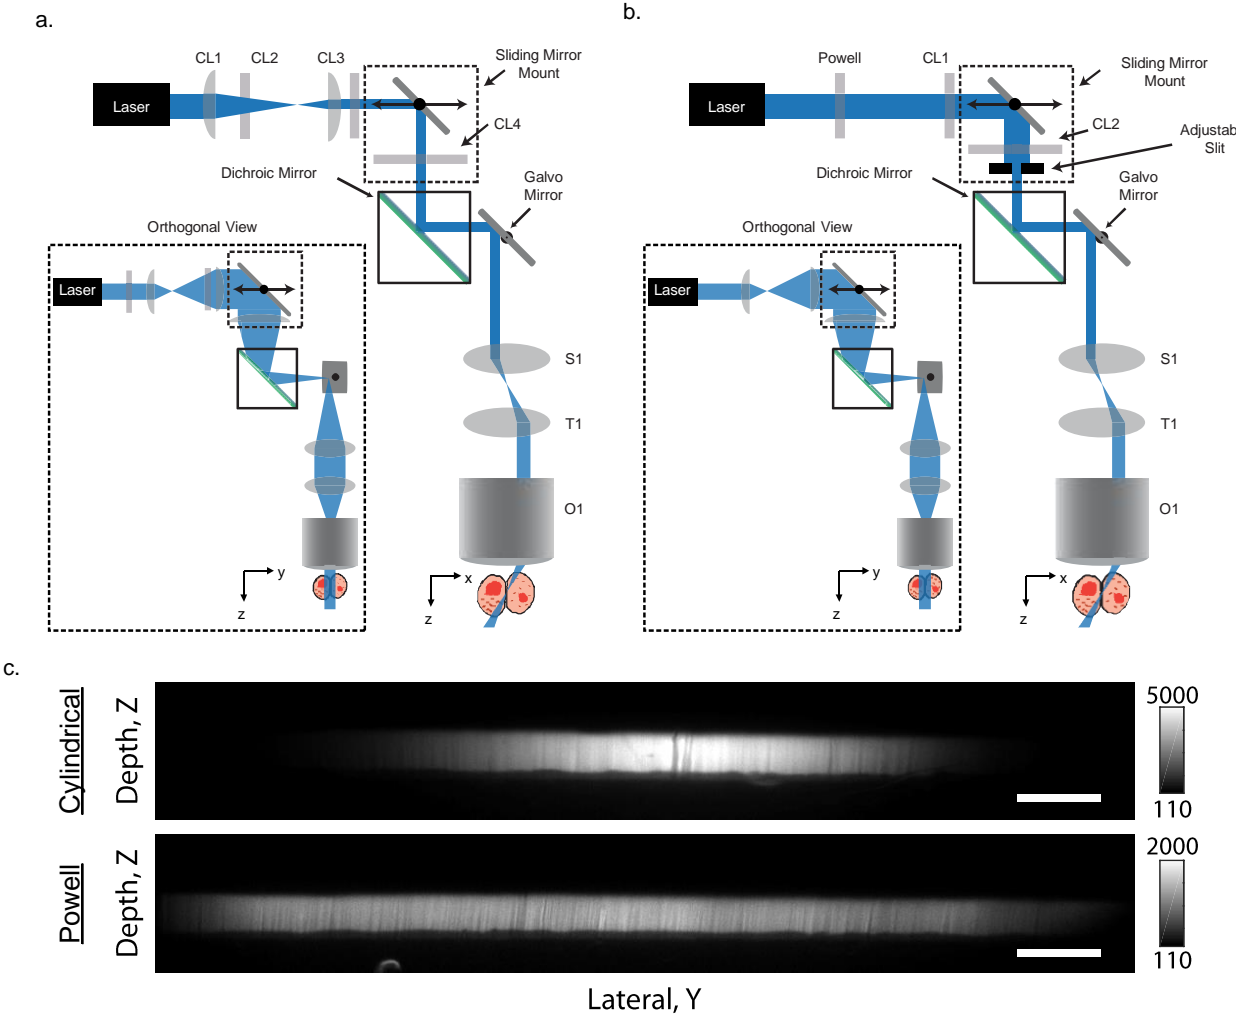 a.
CL1
CL2
CL3
Sliding Mirror
Mount
Laser
CL4
Dichroic Mirror
Galvo
Mirror
Orthogonal View
Laser
S1
T1
O1
y
z
x
z
b.
Powell
CL1
Sliding Mirror
Mount
Laser
CL2
Adjustab
Slit
Dichroic Mirror
Galvo
Mirror
Orthogonal View
Laser
S1
T1
O1
y
z
x
z
c.
Cylindrical
Depth, Z
5000
110
Powell
Depth, Z
2000
110
Lateral, Y